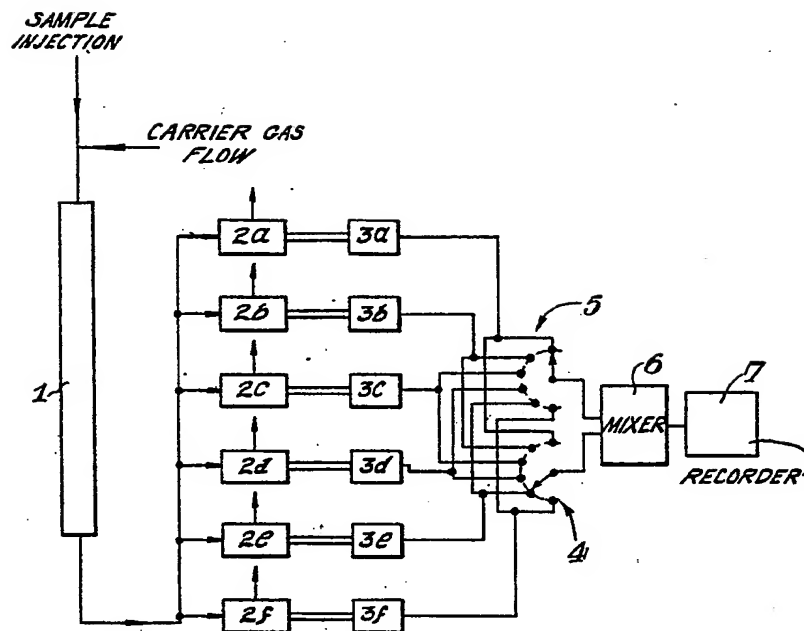 SAMPLE
INJECTION
CARRIER GAS
FLOW
1
2a 3a
2b 3b
2c 3c
2d 3d
2e 3e
2f 3f
5
4
6
MIXER
7
RECORDER